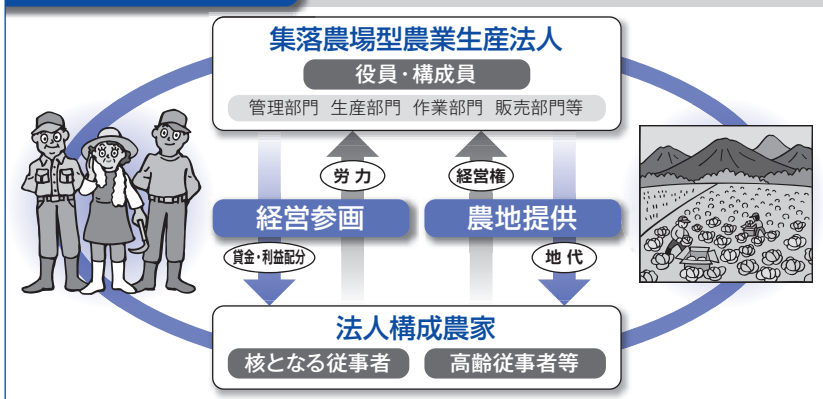 集落農場型農業生産法人
役員・構成員
管理部門 生産部門 作業部門 販売部門等
労力
経営権
経営参画
農地提供
賃金・利益配分
地代
法人構成農家
核となる従事者
高齢従事者等